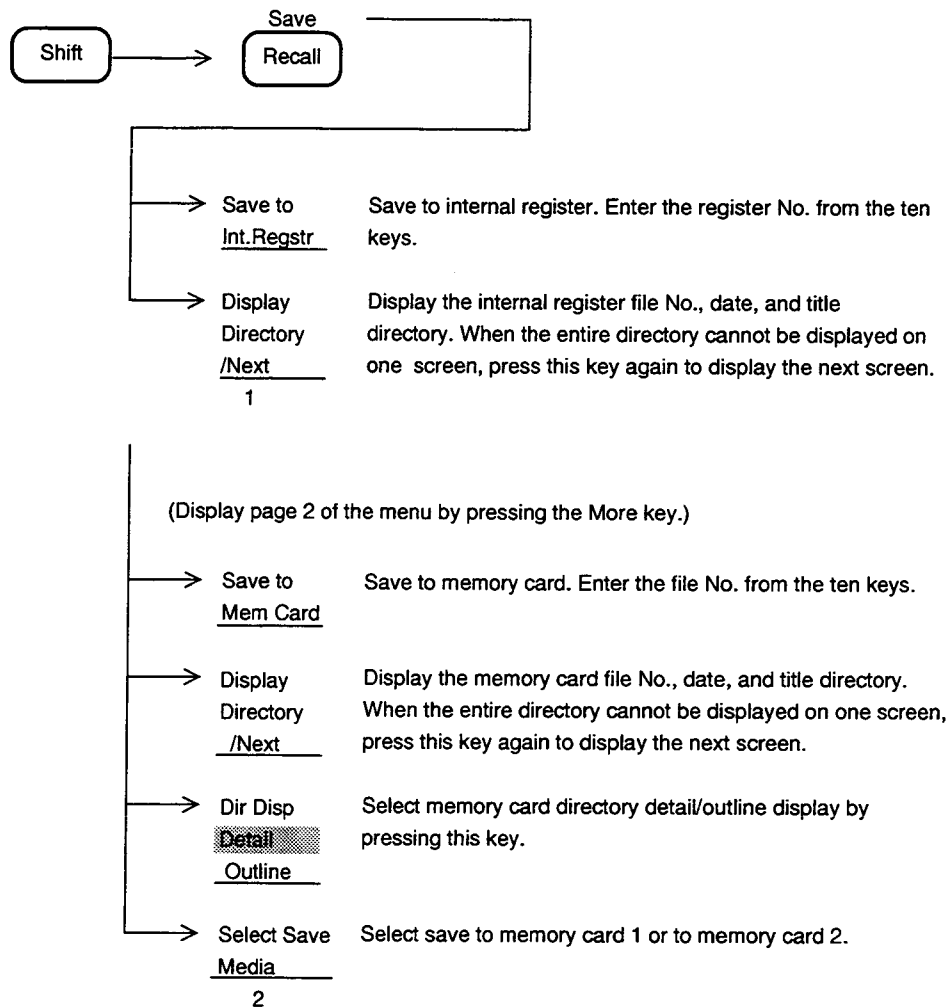 Save
Shift
Recall
Save to Save to internal register. Enter the register No. from the ten
Int.Regstr keys.
Display Display the internal register file No., date, and title
Directory directory. When the entire directory cannot be displayed on
/Next one screen, press this key again to display the next screen.
1
(Display page 2 of the menu by pressing the More key.)
Save to Save to memory card. Enter the file No. from the ten keys.
Mem Card
Display Display the memory card file No., date, and title directory.
Directory When the entire directory cannot be displayed on one screen,
/Next press this key again to display the next screen.
Dir Disp Select memory card directory detail/outline display by
Detail pressing this key.
Outline
Select Save Select save to memory card 1 or to memory card 2.
Media
2